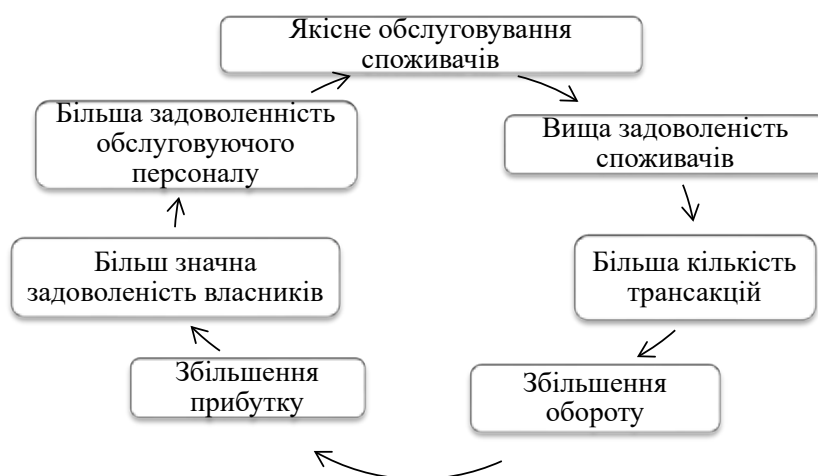 Якісне обслуговування
споживачів
Більша задоволенність
обслуговуючого
персоналу
Вища задоволеність
споживачів
Більш значна
задоволеність власників
Більша кількість
трансакцій
Збільшення
прибутку
Збільшення
обороту